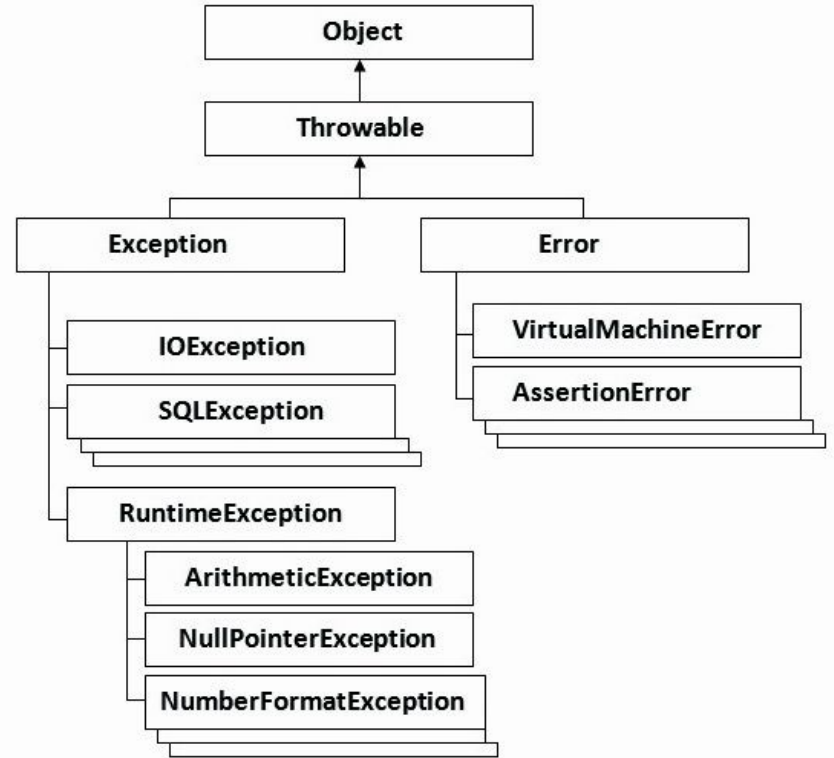 Object
Throwable
Exception
Error
IOException
SQLException
RuntimeException
ArithmeticException
NullPointerException
NumberFormatException
VirtualMachineError
AssertionError